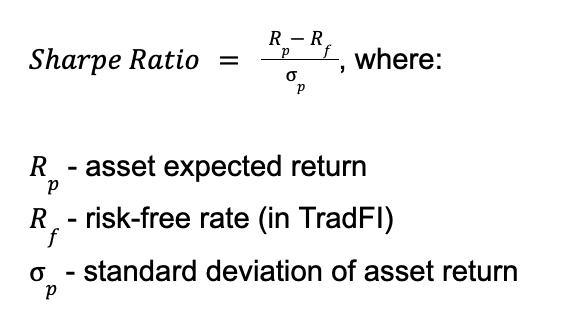 Sharpe Ratio = (R_p − R_f) / σ_p, where:
R_p - asset expected return
R_f - risk-free rate (in TradFI)
σ_p - standard deviation of asset return